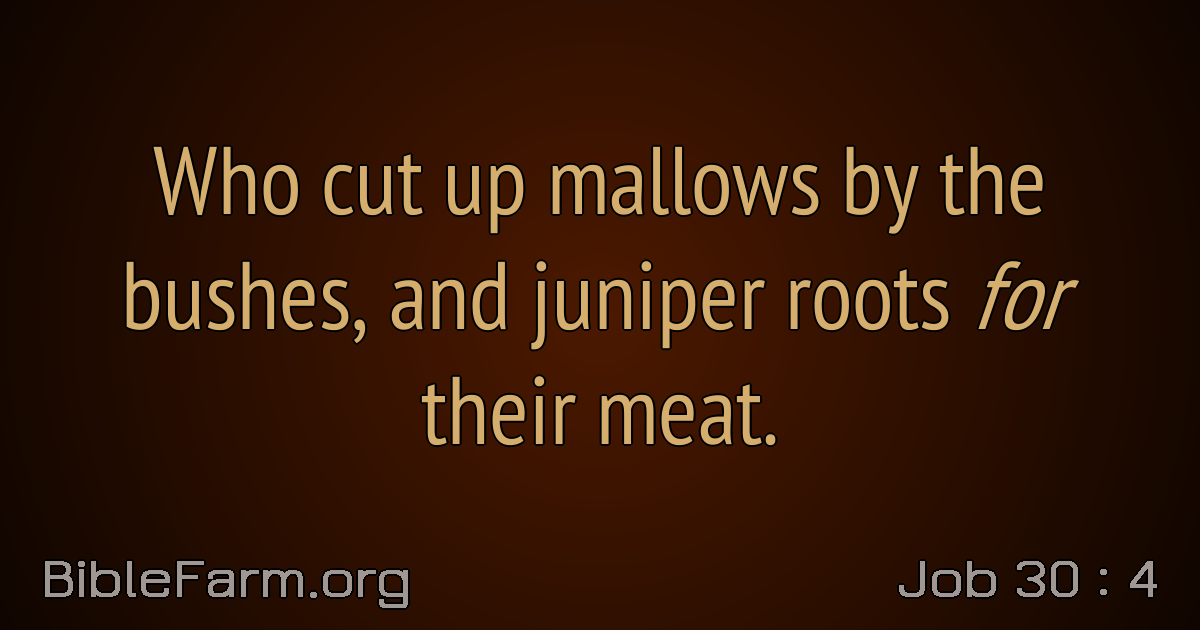 Who cut up mallows by the
bushes, and juniper roots for
their meat.
BibleFarm.org
Job 30 : 4